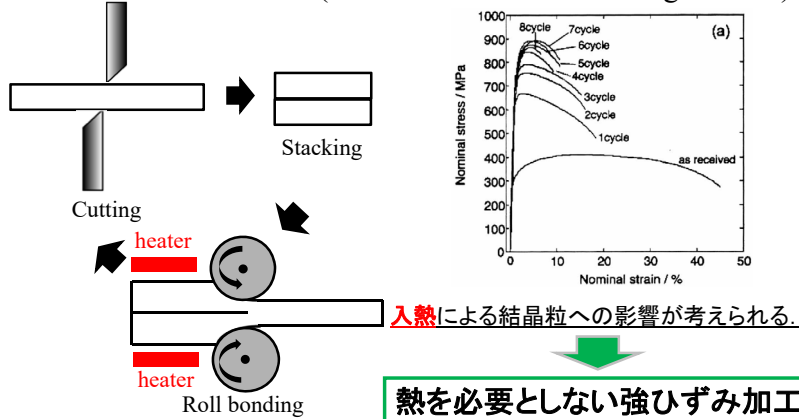 Cutting
Stacking
heater
heater
Roll bonding
(a)
Nominal stress / MPa
1000
900
800
700
600
500
400
300
200
100
0
0
10
20
30
40
50
Nominal strain / %
8cycle
7cycle
6cycle
5cycle
4cycle
3cycle
2cycle
1cycle
as received
入熱による結晶粒への影響が考えられる.
熱を必要としない強ひずみ加工